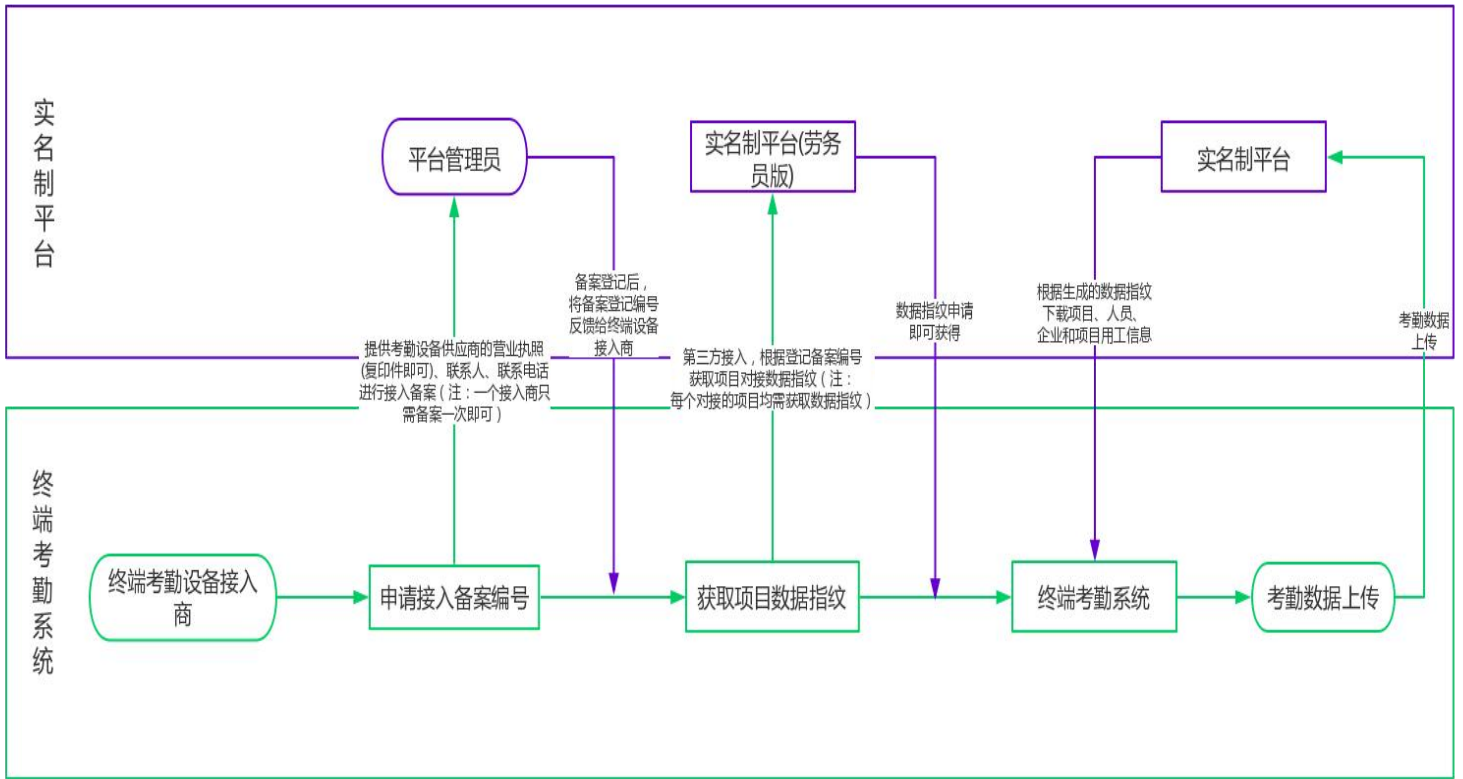 实名制平台
平台管理员
实名制平台(劳务
员版)
实名制平台
备案登记后，
将备案登记编号
反馈给终端设备
接入商
数据指纹申请
即可获得
根据生成的数据指纹
下载项目、人员、
企业和项目用工信息
考勤数据
上传
提供考勤设备供应商的营业执照
(复印件即可)、联系人、联系电话
进行接入备案（注：一个接入商只
需备案一次即可）
第三方接入，根据登记备案编号
获取项目对接数据指纹（注：
每个对接的项目均需获取数据指纹）
终端考勤系统
终端考勤设备接入
商
申请接入备案编号
获取项目数据指纹
终端考勤系统
考勤数据上传